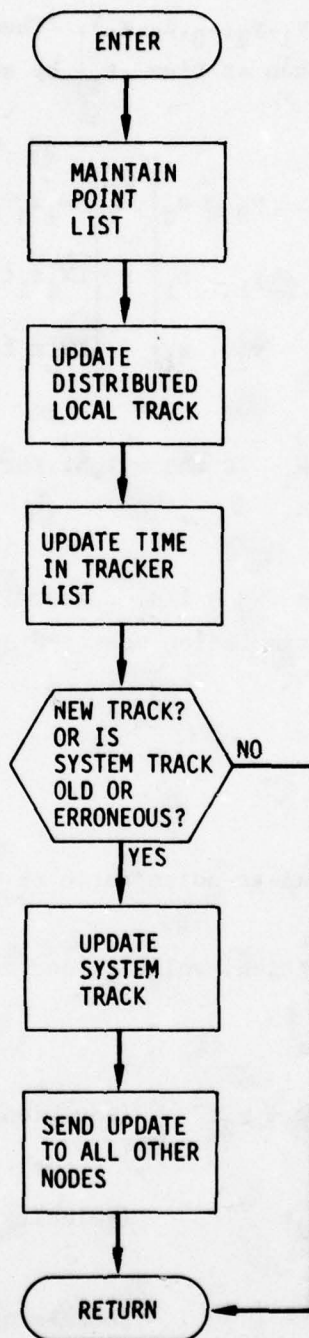 ENTER
MAINTAIN
POINT
LIST
UPDATE
DISTRIBUTED
LOCAL TRACK
UPDATE TIME
IN TRACKER
LIST
NEW TRACK?
OR IS
SYSTEM TRACK
OLD OR
ERRONEOUS?
NO
YES
UPDATE
SYSTEM
TRACK
SEND UPDATE
TO ALL OTHER
NODES
RETURN